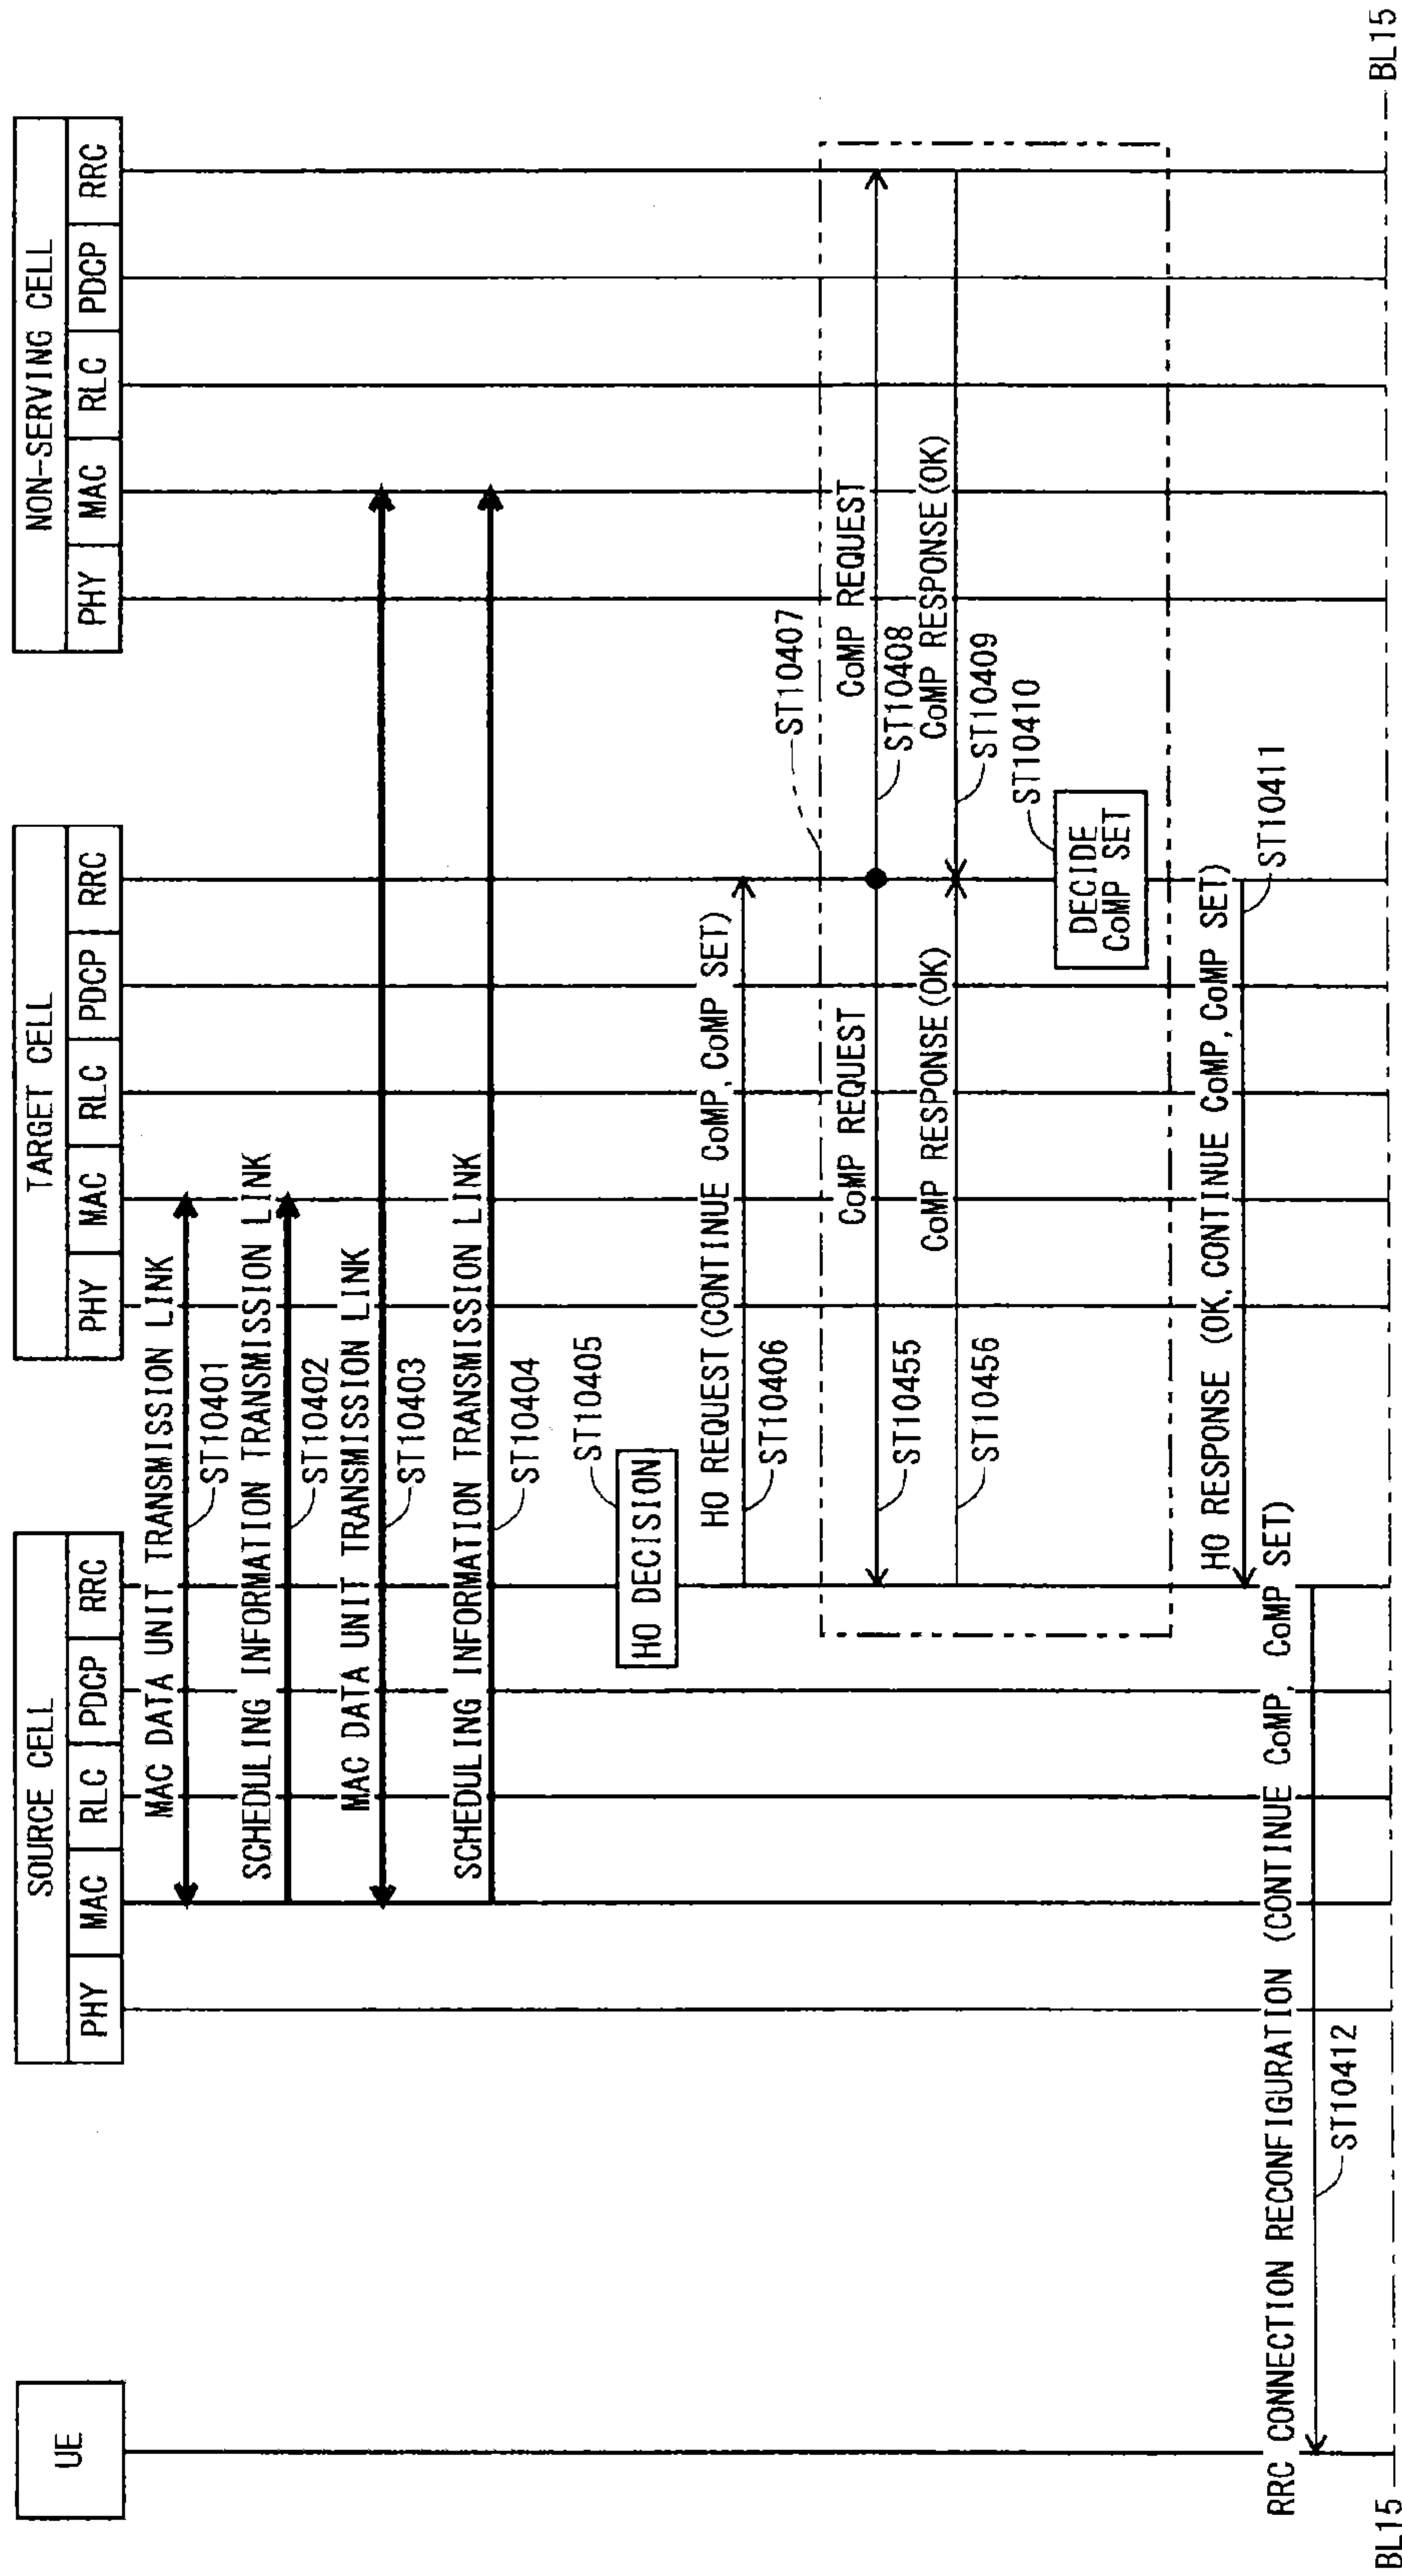 UE
SOURCE CELL
PHY MAC RLC PDCP RRC
TARGET CELL
PHY MAC RLC PDCP RRC
NON-SERVING CELL
PHY MAC RLC PDCP RRC
MAC DATA UNIT TRANSMISSION LINK
ST10401
SCHEDULING INFORMATION TRANSMISSION LINK
ST10402
MAC DATA UNIT TRANSMISSION LINK
ST10403
SCHEDULING INFORMATION TRANSMISSION LINK
ST10404
ST10405
HO DECISION
HO REQUEST(CONTINUE CoMP, CoMP SET)
ST10406
ST10407
CoMP REQUEST
CoMP REQUEST
ST10455
ST10408
CoMP RESPONSE(OK)
CoMP RESPONSE(OK)
ST10456
ST10409
ST10410
DECIDE
CoMP SET
HO RESPONSE (OK, CONTINUE CoMP, CoMP SET)
ST10411
RRC CONNECTION RECONFIGURATION (CONTINUE CoMP, CoMP SET)
ST10412
BL15
BL15